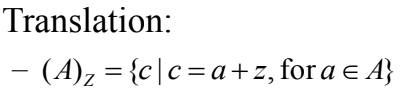 Translation:
– (A)_Z = {c | c = a + z, for a ∈ A}